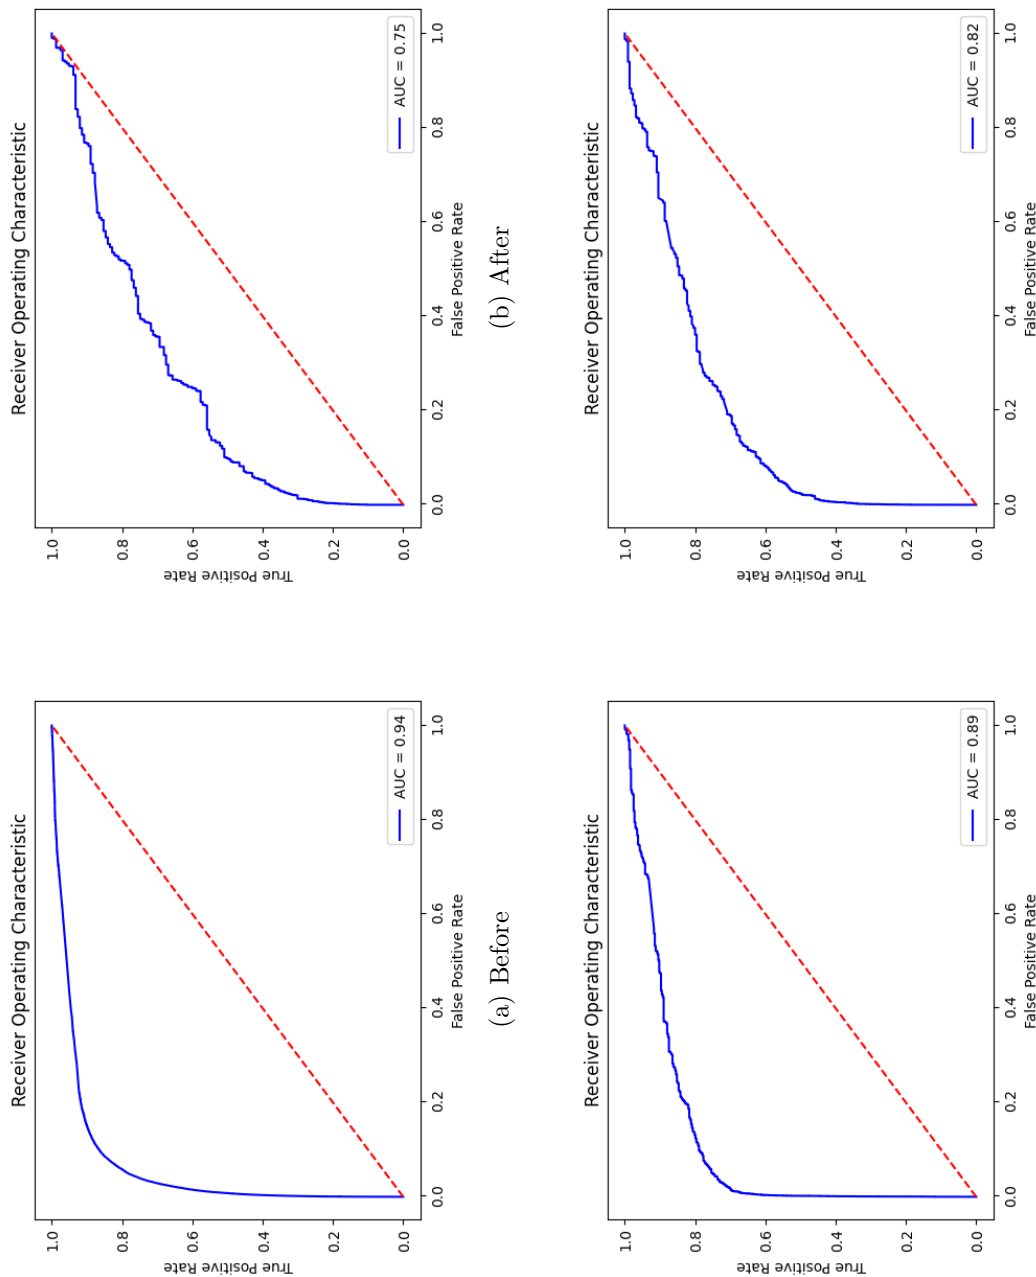 Receiver Operating Characteristic
True Positive Rate
1.0
0.8
0.6
0.4
0.2
0.0
AUC = 0.94
0.0 0.2 0.4 0.6 0.8 1.0
False Positive Rate
(a) Before
Receiver Operating Characteristic
True Positive Rate
1.0
0.8
0.6
0.4
0.2
0.0
AUC = 0.75
0.0 0.2 0.4 0.6 0.8 1.0
False Positive Rate
(b) After
Receiver Operating Characteristic
True Positive Rate
1.0
0.8
0.6
0.4
0.2
0.0
AUC = 0.89
0.0 0.2 0.4 0.6 0.8 1.0
False Positive Rate
Receiver Operating Characteristic
True Positive Rate
1.0
0.8
0.6
0.4
0.2
0.0
AUC = 0.82
0.0 0.2 0.4 0.6 0.8 1.0
False Positive Rate